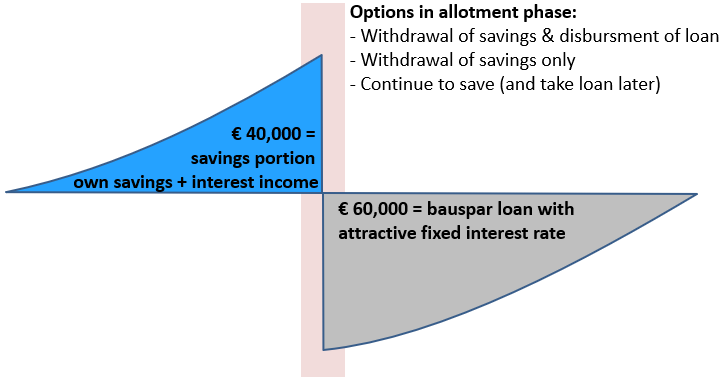 Options in allotment phase:
- Withdrawal of savings & disbursment of loan
- Withdrawal of savings only
- Continue to save (and take loan later)
€ 40,000 =
savings portion
own savings + interest income
€ 60,000 = bauspar loan with
attractive fixed interest rate